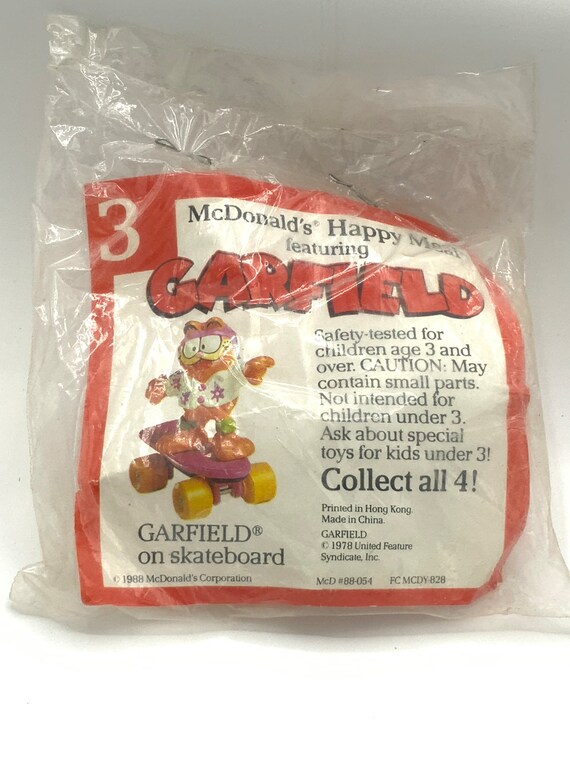 3
McDonald's® Happy Meal
featuring
GARFIELD
Safety-tested for
children age 3 and
over. CAUTION: May
contain small parts.
Not intended for
children under 3.
Ask about special
toys for kids under 3!
Collect all 4!
Printed in Hong Kong.
Made in China.
GARFIELD
© 1978 United Feature
Syndicate, Inc.
GARFIELD®
on skateboard
© 1988 McDonald's Corporation
McD #88-054 FC MCDY-828